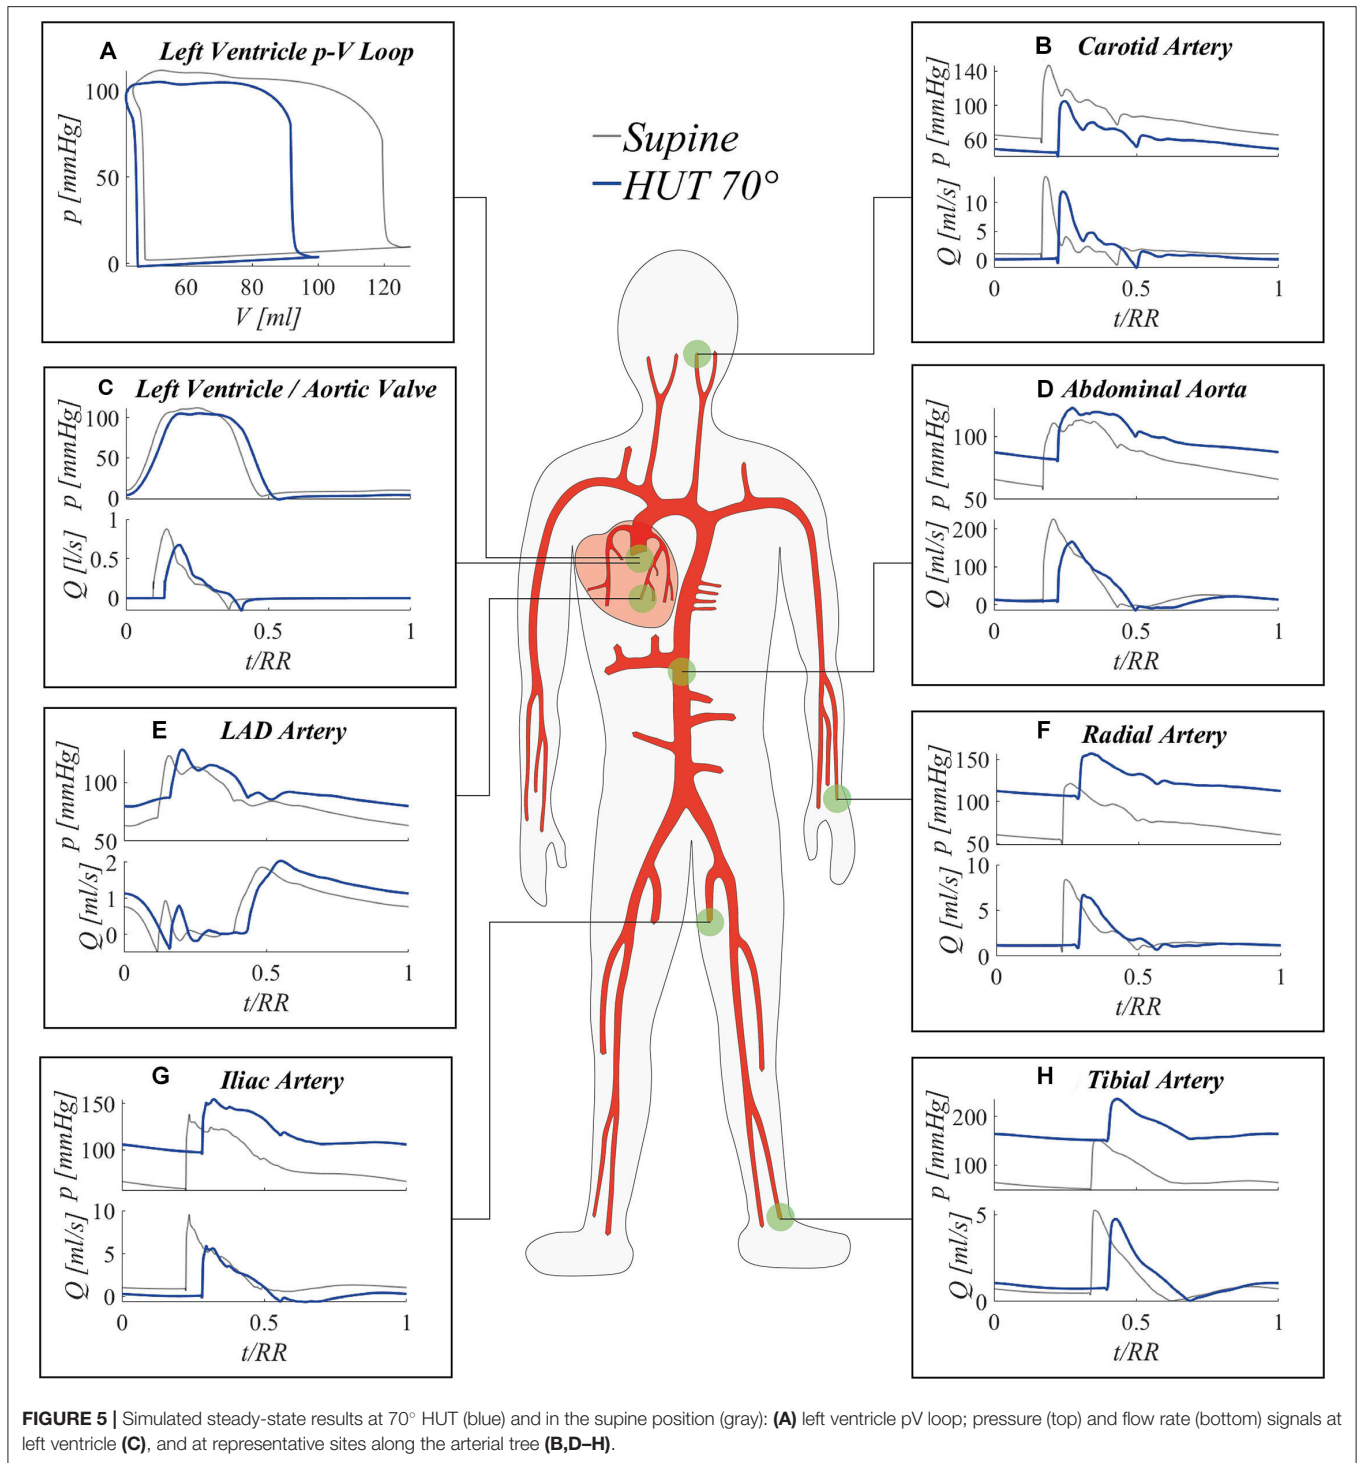 A Left Ventricle p-V Loop
p [mmHg]
100
50
0
60 80 100 120
V [ml]
Supine
HUT 70°
B Carotid Artery
p [mmHg]
140
100
60
Q [ml/s]
10
5
0
0 0.5 1
t/RR
C Left Ventricle / Aortic Valve
p [mmHg]
100
50
0
Q [l/s]
1
0.5
0
0 0.5 1
t/RR
D Abdominal Aorta
p [mmHg]
100
50
Q [ml/s]
200
100
0
0 0.5 1
t/RR
E LAD Artery
p [mmHg]
100
50
Q [ml/s]
2
1
0
0 0.5 1
t/RR
F Radial Artery
p [mmHg]
150
100
50
Q [ml/s]
10
5
0
0 0.5 1
t/RR
G Iliac Artery
p [mmHg]
150
100
Q [ml/s]
10
5
0
0 0.5 1
t/RR
H Tibial Artery
p [mmHg]
200
100
Q [ml/s]
5
0
0 0.5 1
t/RR
FIGURE 5 | Simulated steady-state results at 70° HUT (blue) and in the supine position (gray): (A) left ventricle pV loop; pressure (top) and flow rate (bottom) signals at
left ventricle (C), and at representative sites along the arterial tree (B,D–H).